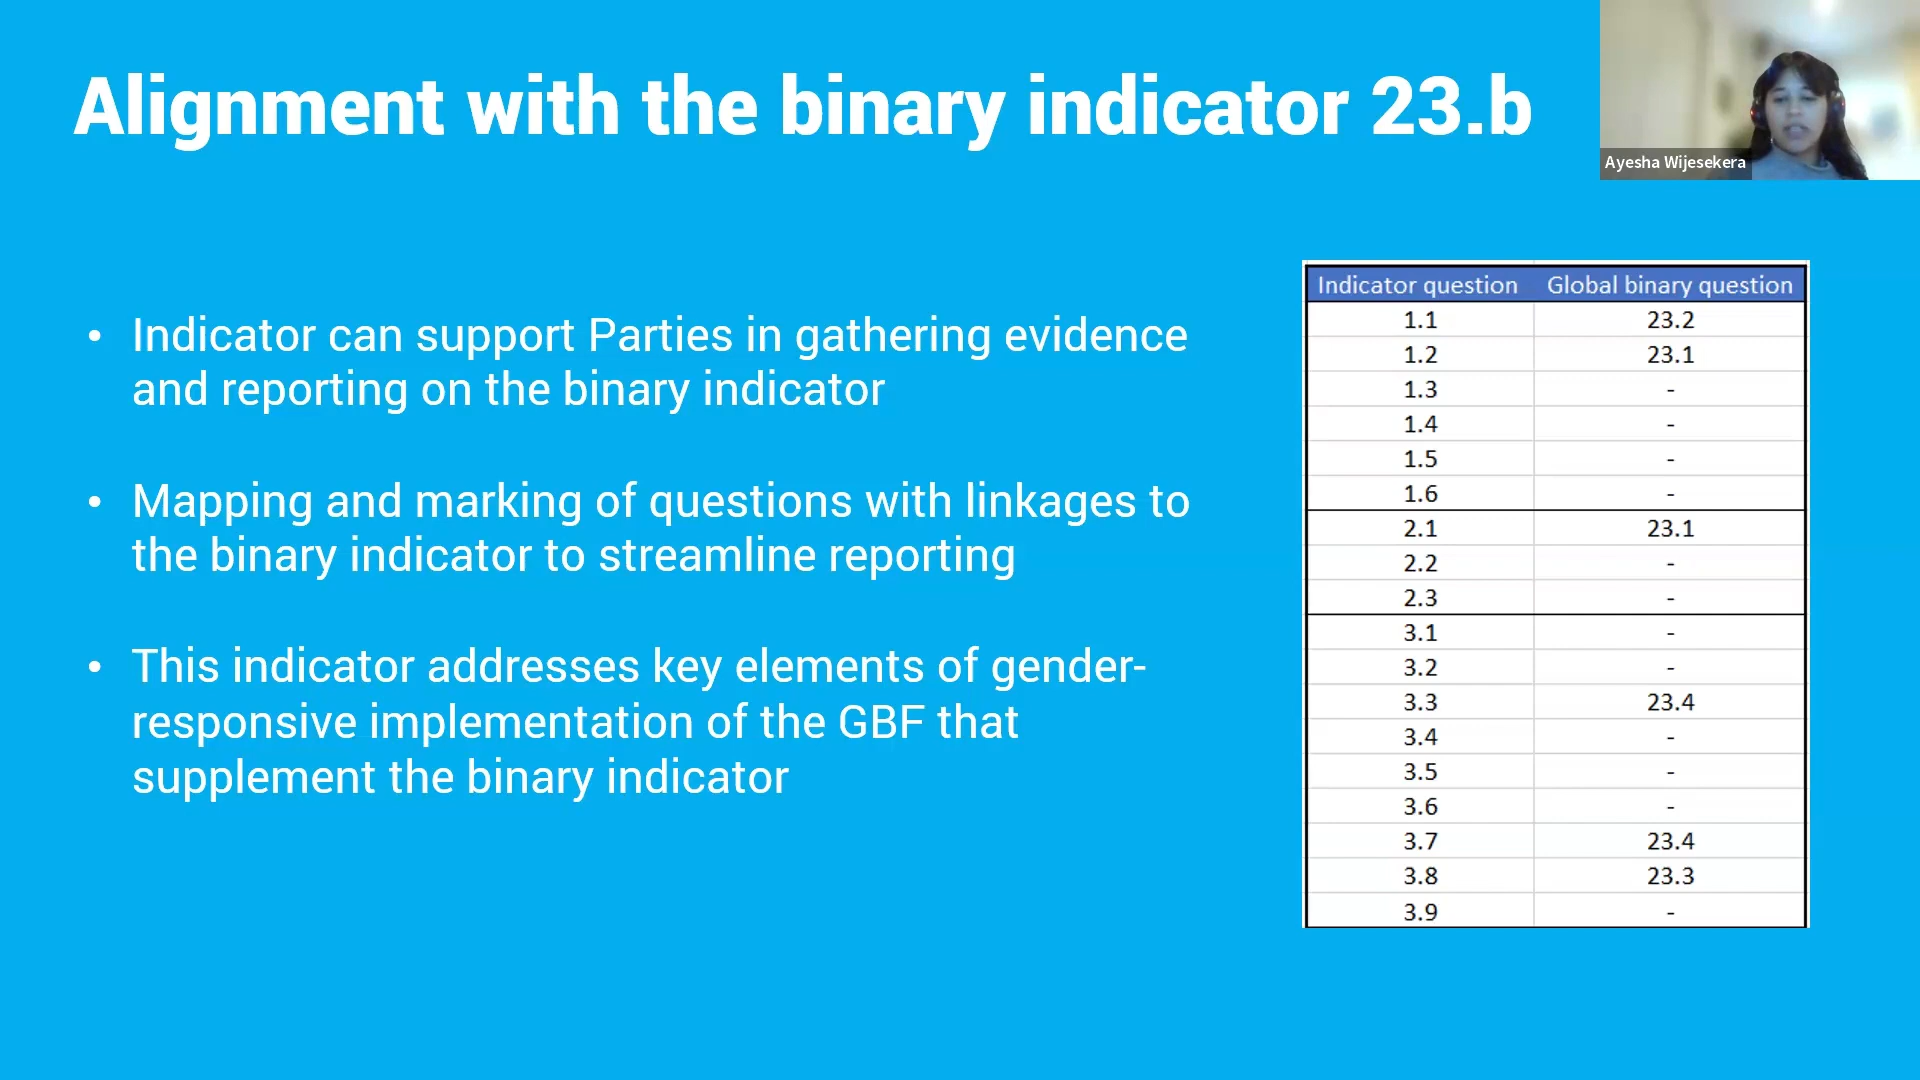 Alignment with the binary indicator 23.b
Ayesha Wijesekera
• Indicator can support Parties in gathering evidence
and reporting on the binary indicator
• Mapping and marking of questions with linkages to
the binary indicator to streamline reporting
• This indicator addresses key elements of gender-
responsive implementation of the GBF that
supplement the binary indicator
Indicator question Global binary question
1.1 23.2
1.2 23.1
1.3 -
1.4 -
1.5 -
1.6 -
2.1 23.1
2.2 -
2.3 -
3.1 -
3.2 -
3.3 23.4
3.4 -
3.5 -
3.6 -
3.7 23.4
3.8 23.3
3.9 -